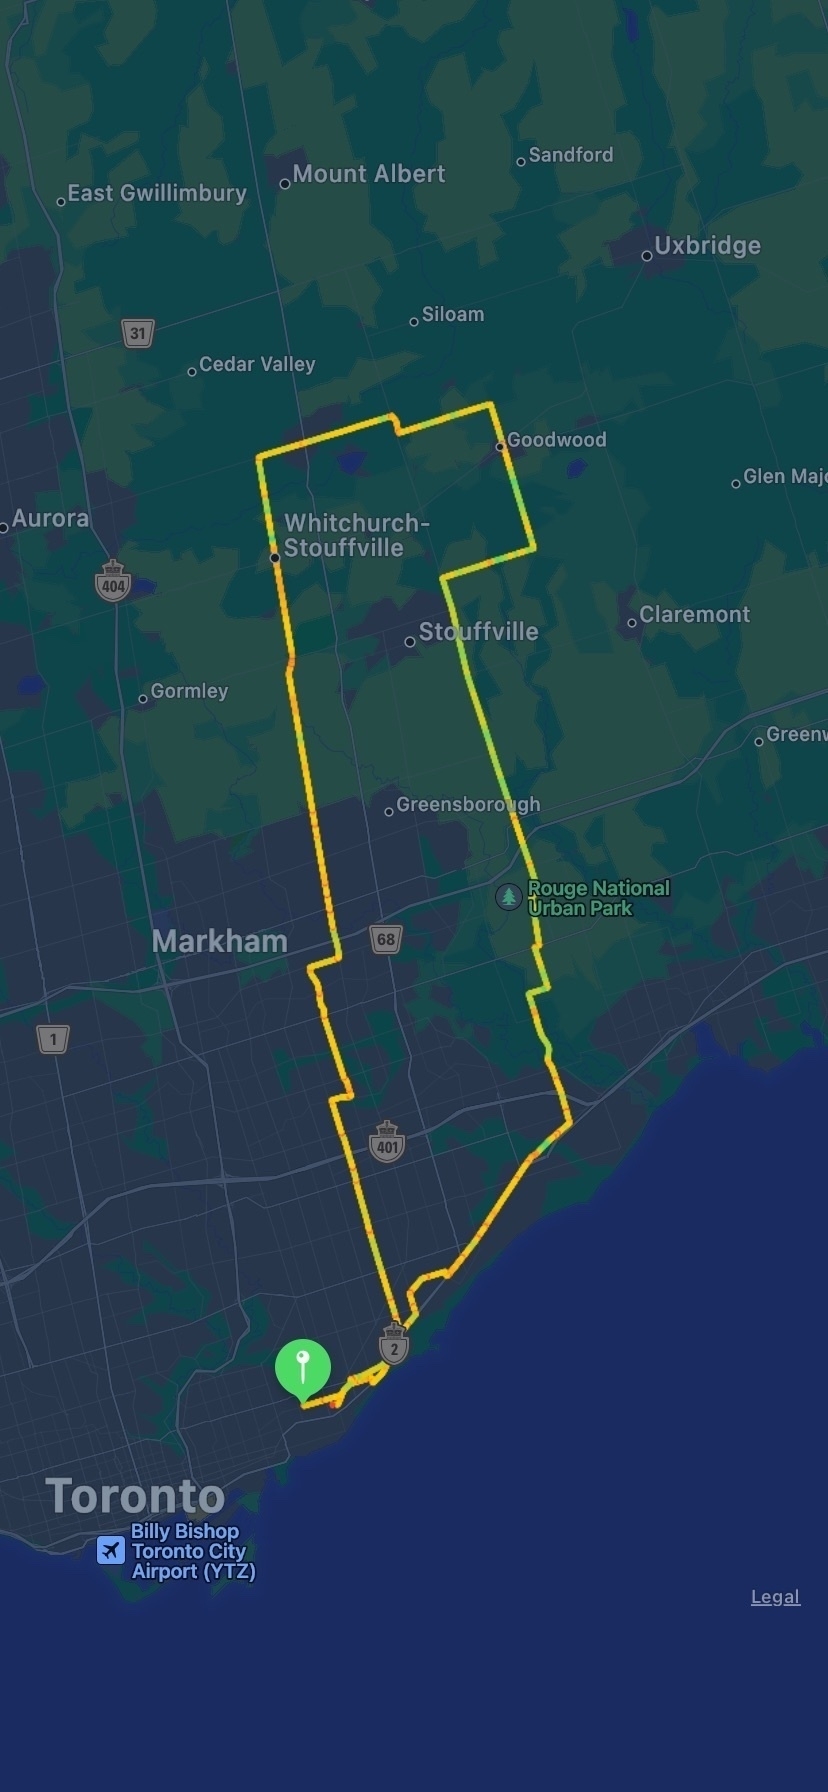 Sandford
Mount Albert
East Gwillimbury
Uxbridge
Siloam
31
Cedar Valley
Goodwood
Glen Majo
Aurora
Whitchurch-
Stouffville
404
Claremont
Stouffville
Gormley
Greenw
Greensborough
Rouge National
Urban Park
Markham
68
1
401
2
Toronto
Billy Bishop
Toronto City
Airport (YTZ)
Legal